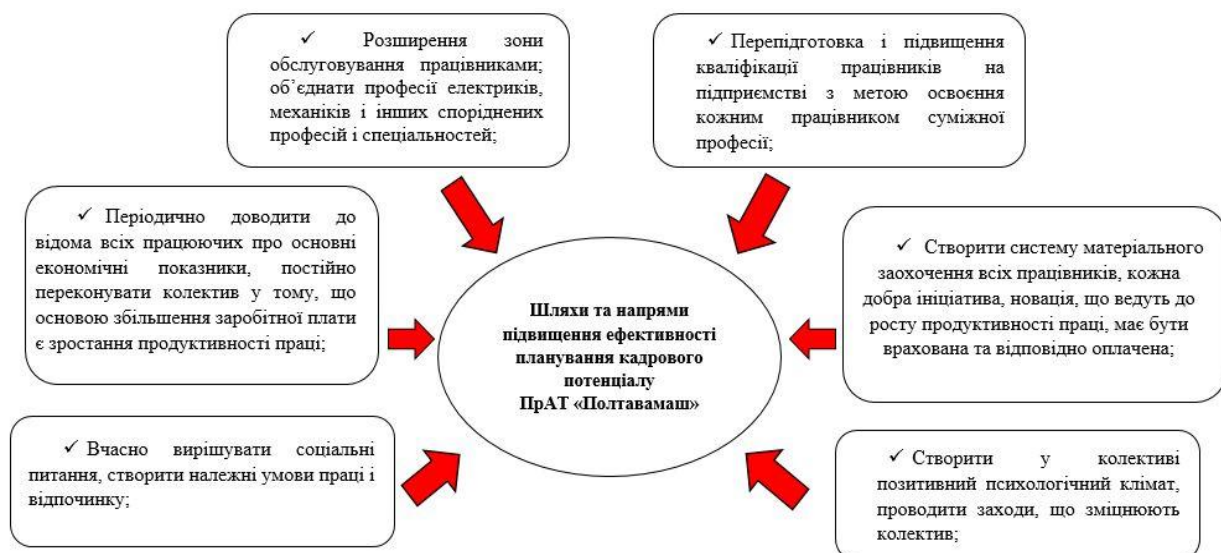 ✓ Розширення зони
обслуговування працівниками;
об’єднати професії електриків,
механіків і інших споріднених
професій і спеціальностей;
✓ Перепідготовка і підвищення
кваліфікації працівників на
підприємстві з метою освоєння
кожним працівником суміжної
професії;
✓ Періодично доводити до
відома всіх працюючих про основні
економічні показники, постійно
переконувати колектив у тому, що
основою збільшення заробітної плати
є зростання продуктивності праці;
Шляхи та напрями
підвищення ефективності
планування кадрового
потенціалу
ПрАТ «Полтавамаш»
✓ Створити систему матеріального
заохочення всіх працівників, кожна
добра ініціатива, новація, що ведуть до
росту продуктивності праці, має бути
врахована та відповідно оплачена;
✓ Вчасно вирішувати соціальні
питання, створити належні умови праці і
відпочинку;
✓ Створити у колективі
позитивний психологічний клімат,
проводити заходи, що зміцнюють
колектив;